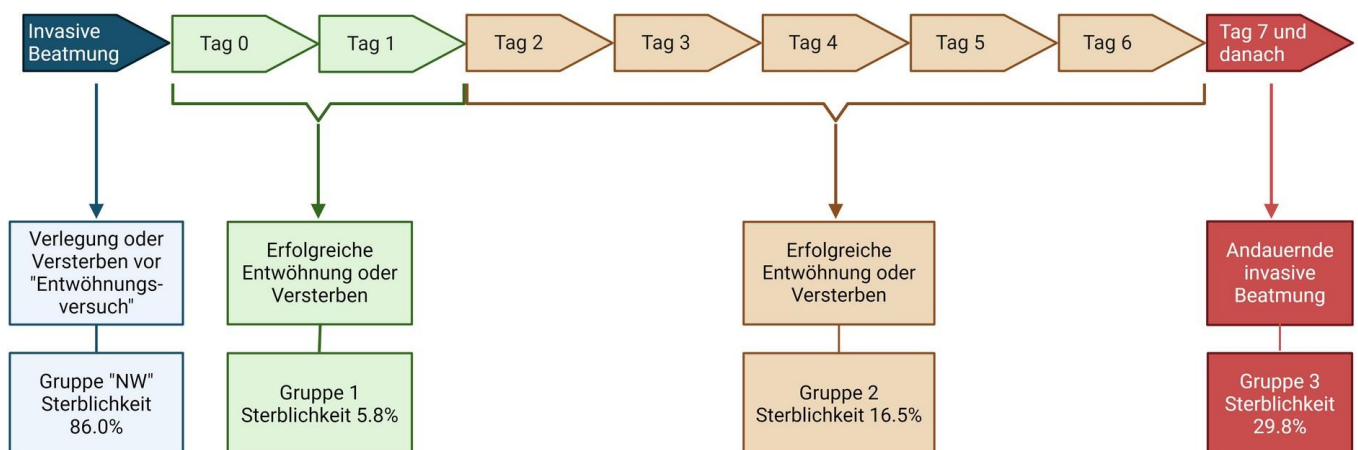 Invasive
Beatmung
Tag 0
Tag 1
Tag 2
Tag 3
Tag 4
Tag 5
Tag 6
Tag 7 und
danach
Verlegung oder
Versterben vor
"Entwöhnungs-
versuch"
Erfolgreiche
Entwöhnung oder
Versterben
Erfolgreiche
Entwöhnung oder
Versterben
Andauernde
invasive
Beatmung
Gruppe "NW"
Sterblichkeit
86.0%
Gruppe 1
Sterblichkeit 5.8%
Gruppe 2
Sterblichkeit 16.5%
Gruppe 3
Sterblichkeit
29.8%